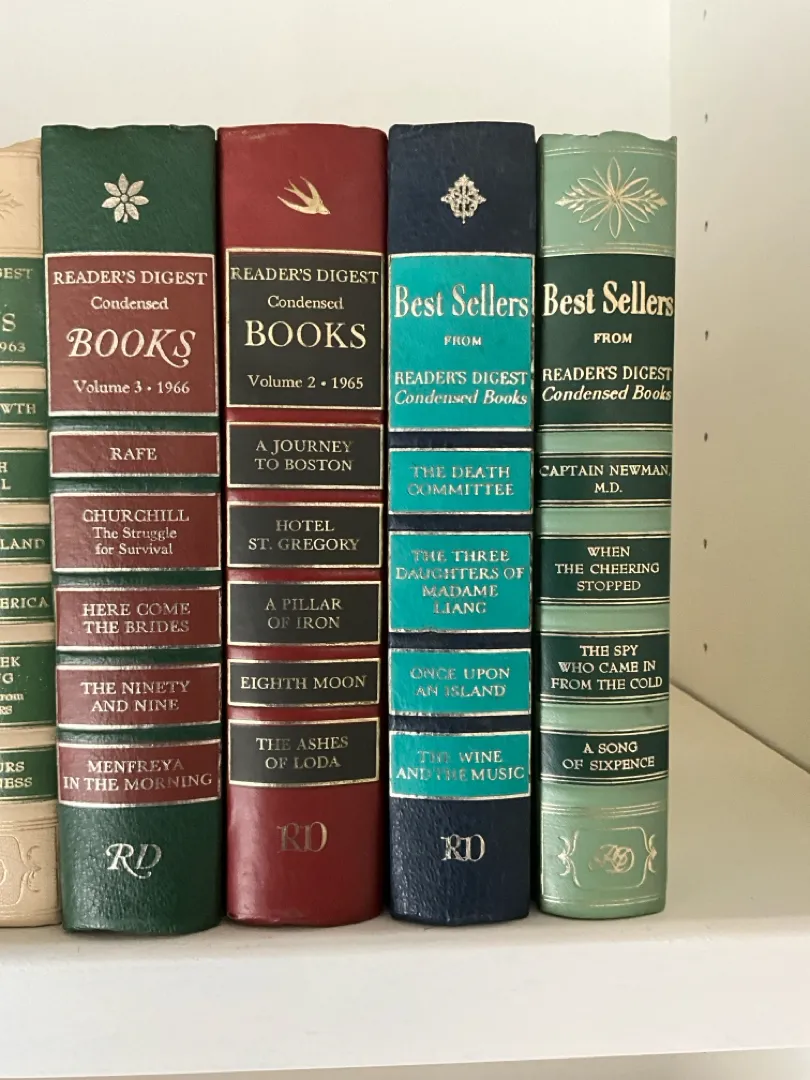 1963
READER'S DIGEST
Condensed
BOOKS
Volume 3 • 1966
RAFE
CHURCHILL
The Struggle
for Survival
HERE COME
THE BRIDES
THE NINETY
AND NINE
MENFREYA
IN THE MORNING
RD
READER'S DIGEST
Condensed
BOOKS
Volume 2 • 1965
A JOURNEY
TO BOSTON
HOTEL
ST. GREGORY
A PILLAR
OF IRON
EIGHTH MOON
THE ASHES
OF LODA
RD
Best Sellers
FROM
READER'S DIGEST
Condensed Books
THE DEATH
COMMITTEE
THE THREE
DAUGHTERS OF
MADAME
LIANG
ONCE UPON
AN ISLAND
THE WINE
AND THE MUSIC
RD
Best Sellers
FROM
READER'S DIGEST
Condensed Books
CAPTAIN NEWMAN,
M.D.
WHEN
THE CHEERING
STOPPED
THE SPY
WHO CAME IN
FROM THE COLD
A SONG
OF SIXPENCE
RD